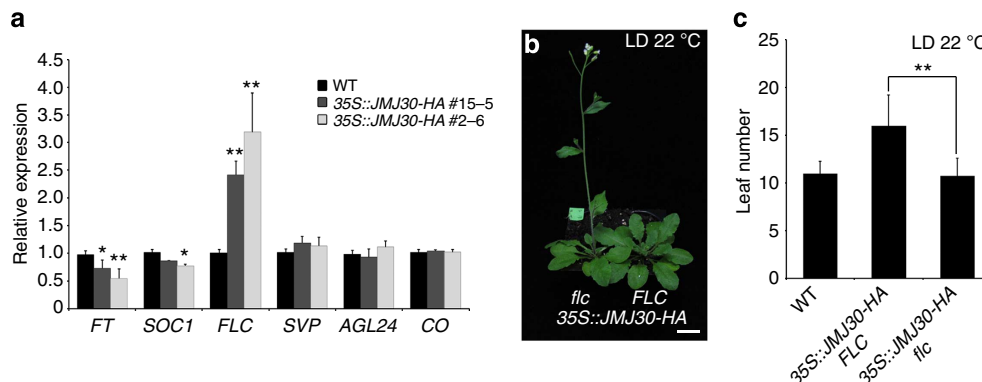 a
4.5
4.0
3.5
3.0
2.5
2.0
1.5
1.0
0.5
0
Relative expression
WT
35S::JMJ30-HA #15–5
35S::JMJ30-HA #2–6
* ** * ** **
FT SOC1 FLC SVP AGL24 CO
b
LD 22 °C
flc FLC
35S::JMJ30-HA
c
25
20
15
10
5
0
Leaf number
LD 22 °C
**
WT
35S::JMJ30-HA
FLC
35S::JMJ30-HA
flc